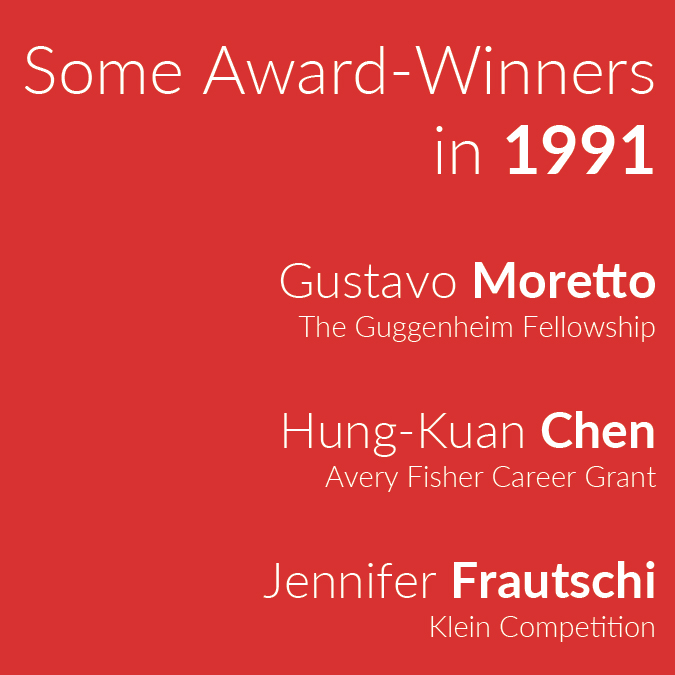 Some Award-Winners
in 1991
Gustavo Moretto
The Guggenheim Fellowship
Hung-Kuan Chen
Avery Fisher Career Grant
Jennifer Frautschi
Klein Competition